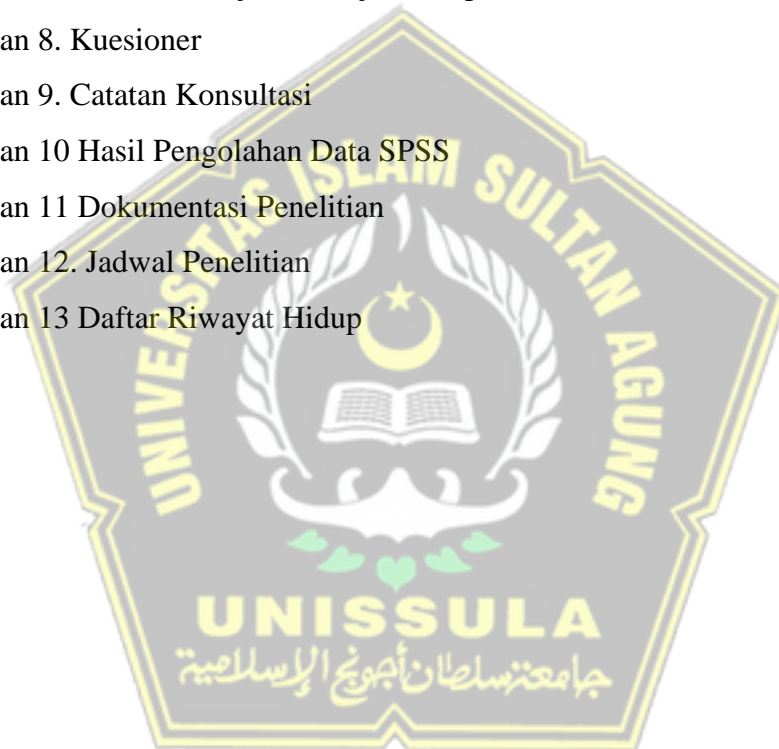 an 8. Kuesioner
an 9. Catatan Konsultasi
an 10 Hasil Pengolahan Data SPSS
an 11 Dokumentasi Penelitian
an 12. Jadwal Penelitian
an 13 Daftar Riwayat Hidup
UNIVERSITAS ISLAM SULTAN AGUNG
UNISSULA
جامعة سلطان أجونج الإسلامية